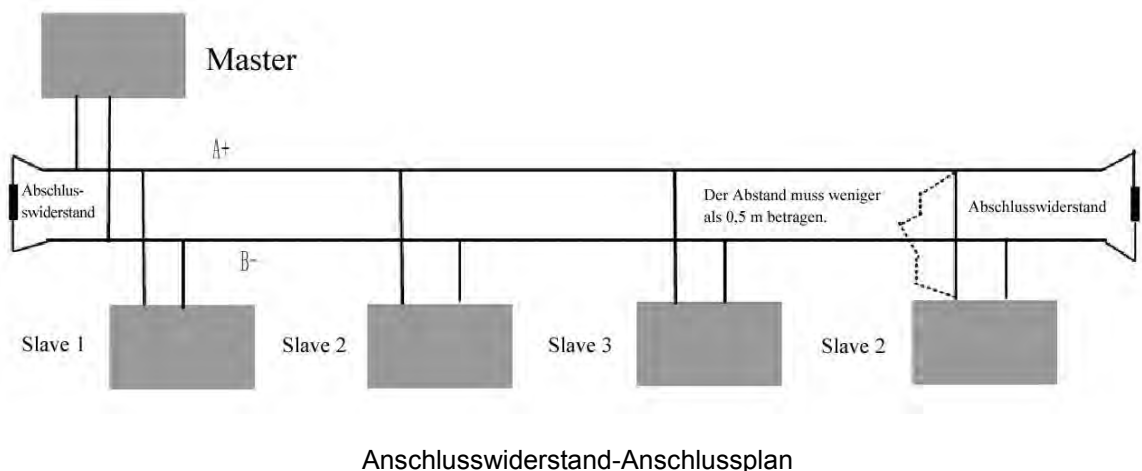 Master
A+
Abschlus-
swiderstand
Der Abstand muss weniger
als 0,5 m betragen.
Abschlusswiderstand
B-
Slave 1
Slave 2
Slave 3
Slave 2
Anschlusswiderstand-Anschlussplan